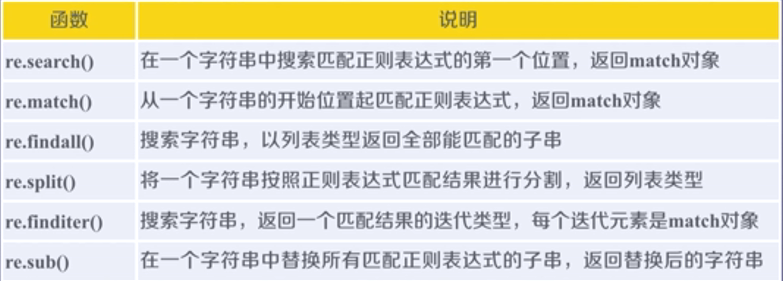 函数 说明
re.search() 在一个字符串中搜索匹配正则表达式的第一个位置，返回match对象
re.match() 从一个字符串的开始位置起匹配正则表达式，返回match对象
re.findall() 搜索字符串，以列表类型返回全部能匹配的子串
re.split() 将一个字符串按照正则表达式匹配结果进行分割，返回列表类型
re.finditer() 搜索字符串，返回一个匹配结果的迭代类型，每个迭代元素是match对象
re.sub() 在一个字符串中替换所有匹配正则表达式的子串，返回替换后的字符串